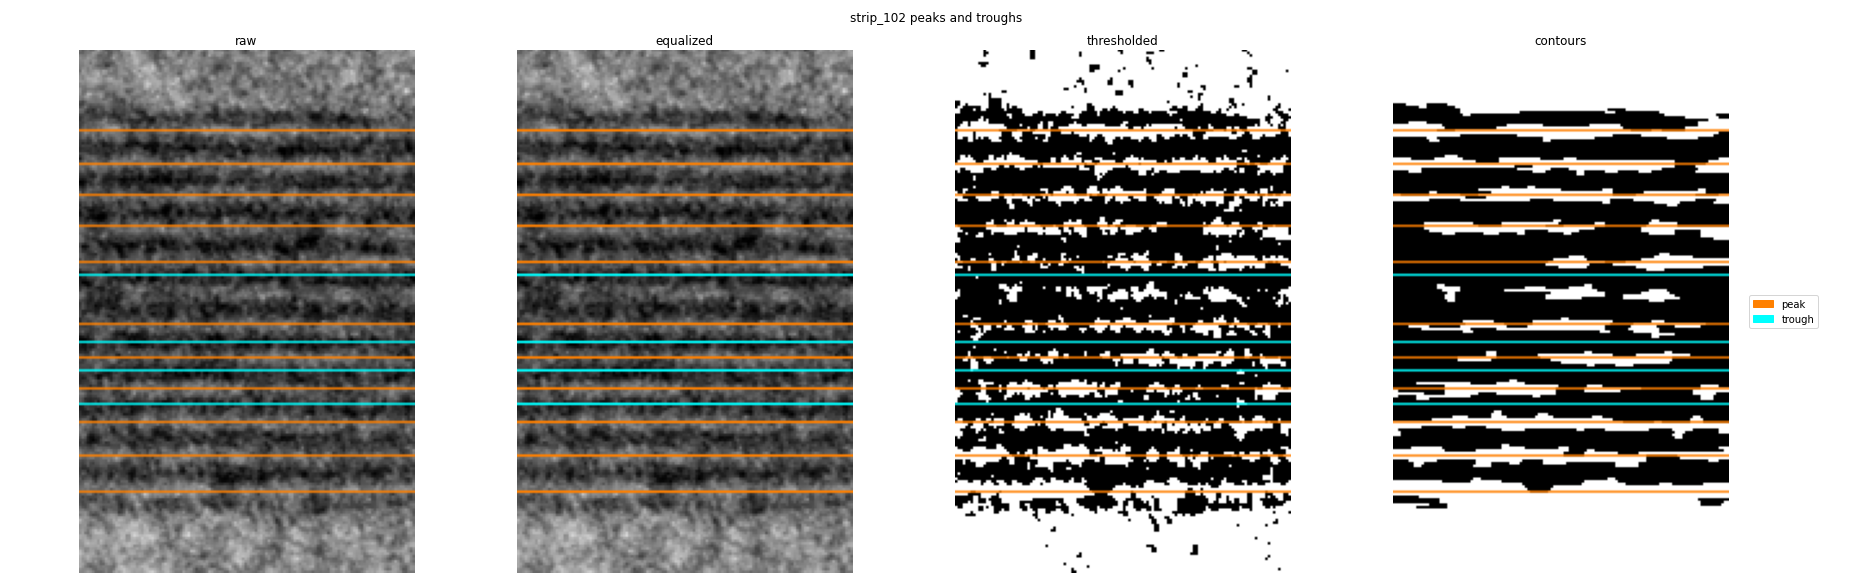 strip_102 peaks and troughs
raw
equalized
thresholded
contours
peak
trough